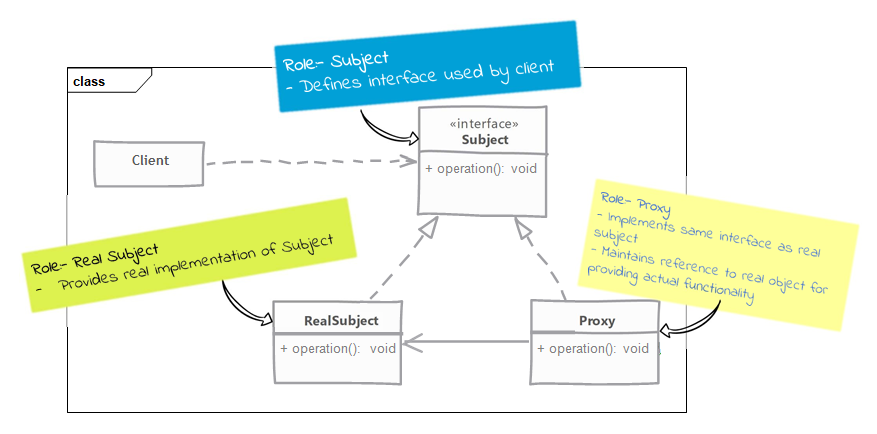 Role:- Subject
- Defines interface used by client
class
«interface»
Subject
+ operation(): void
Client
Role:- Proxy
- Implements same interface as real
subject
- Maintains reference to real object for
providing actual functionality
Role:- Real Subject
- Provides real implementation of Subject
RealSubject
+ operation(): void
Proxy
+ operation(): void